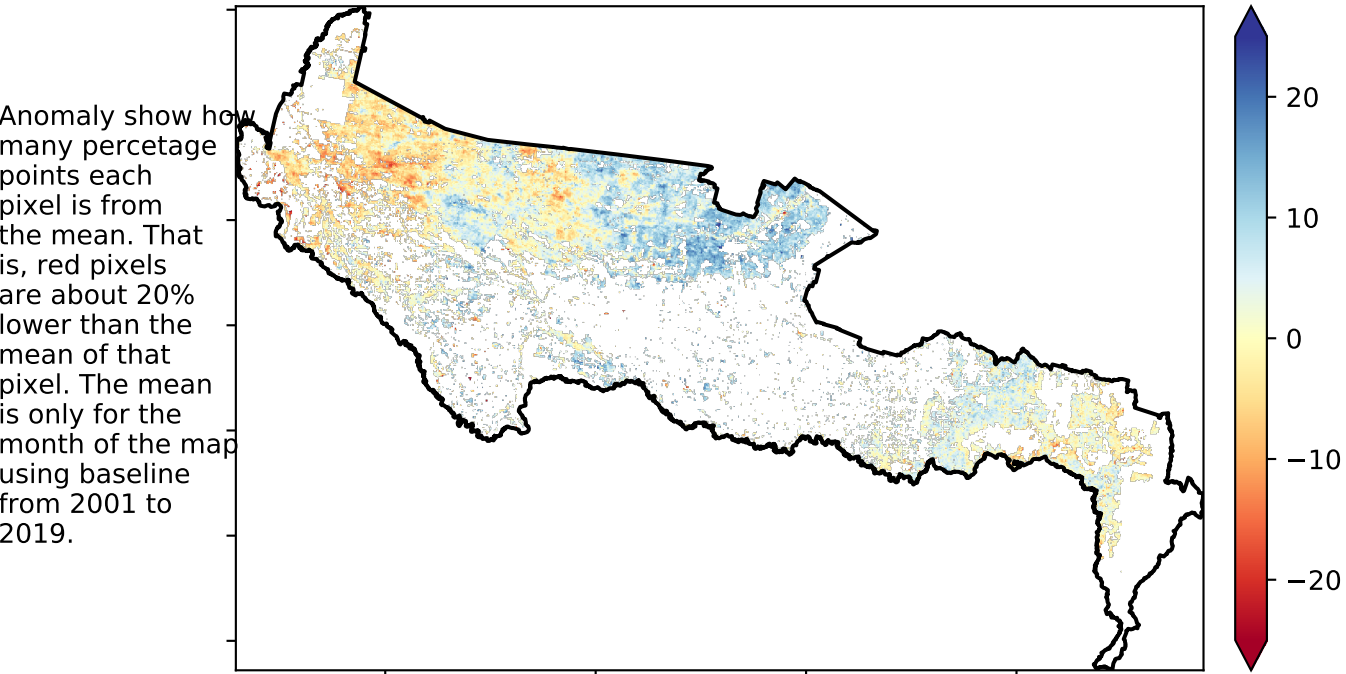 Anomaly show how
many percetage
points each
pixel is from
the mean. That
is, red pixels
are about 20%
lower than the
mean of that
pixel. The mean
is only for the
month of the map
using baseline
from 2001 to
2019.
20
10
0
−10
−20